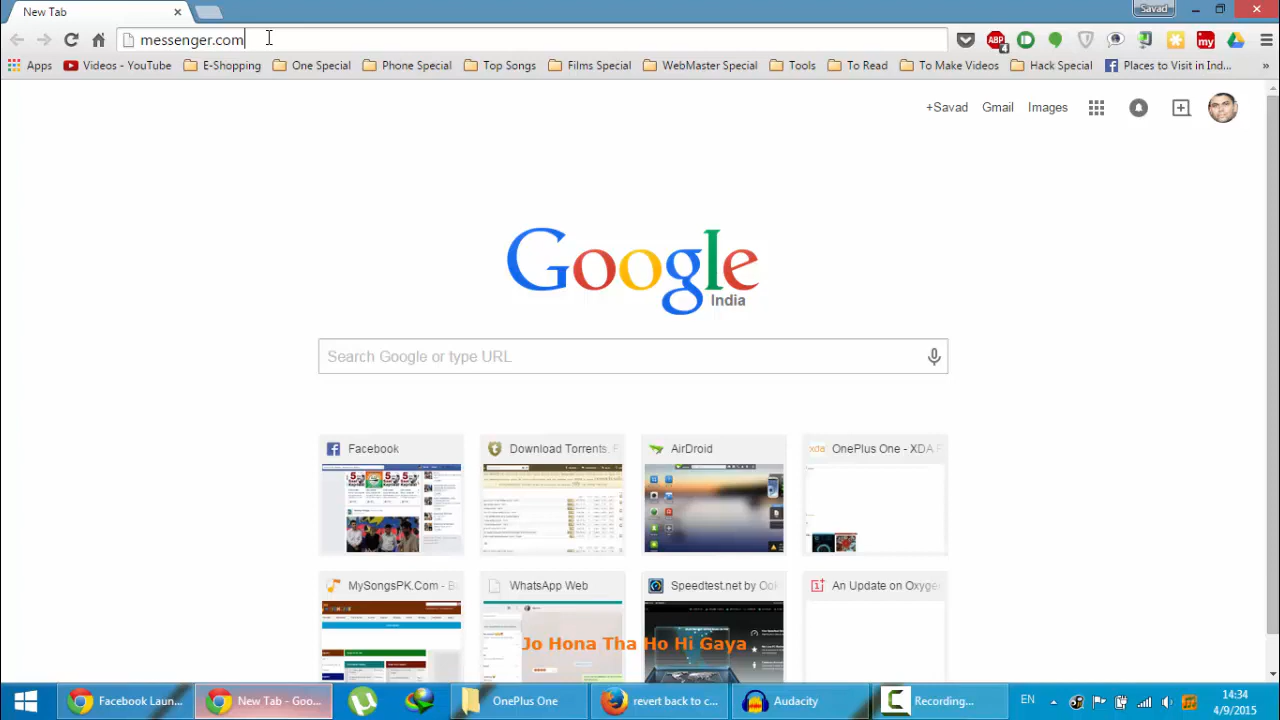 New Tab
Savad
messenger.com
ABP
4
my
Apps
Videos - YouTube
E-Shopping
One Special
Phone Special
Top Songs
Films Special
WebMaster Special
Tools
To Read
To Make Videos
Hack Special
Places to Visit in Ind...
»
+Savad
Gmail
Images
Google
India
Search Google or type URL
Facebook
Download Torrents.
AirDroid
xda
OnePlus One - XDA
MySongsPK.Com -
WhatsApp Web
Speedtest.net by
An Update on Oxyge
Jo Hona Tha Ho Hi Gaya
Facebook Laun...
New Tab - Goo...
OnePlus One
revert back to c...
Audacity
Recording...
EN
14:34
4/9/2015